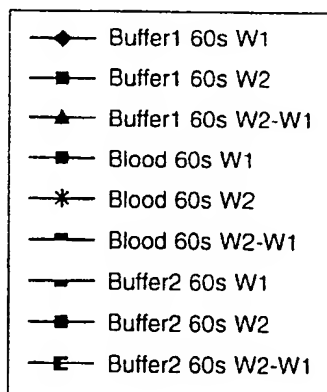 Buffer1 60s W1
Buffer1 60s W2
Buffer1 60s W2-W1
Blood 60s W1
Blood 60s W2
Blood 60s W2-W1
Buffer2 60s W1
Buffer2 60s W2
Buffer2 60s W2-W1